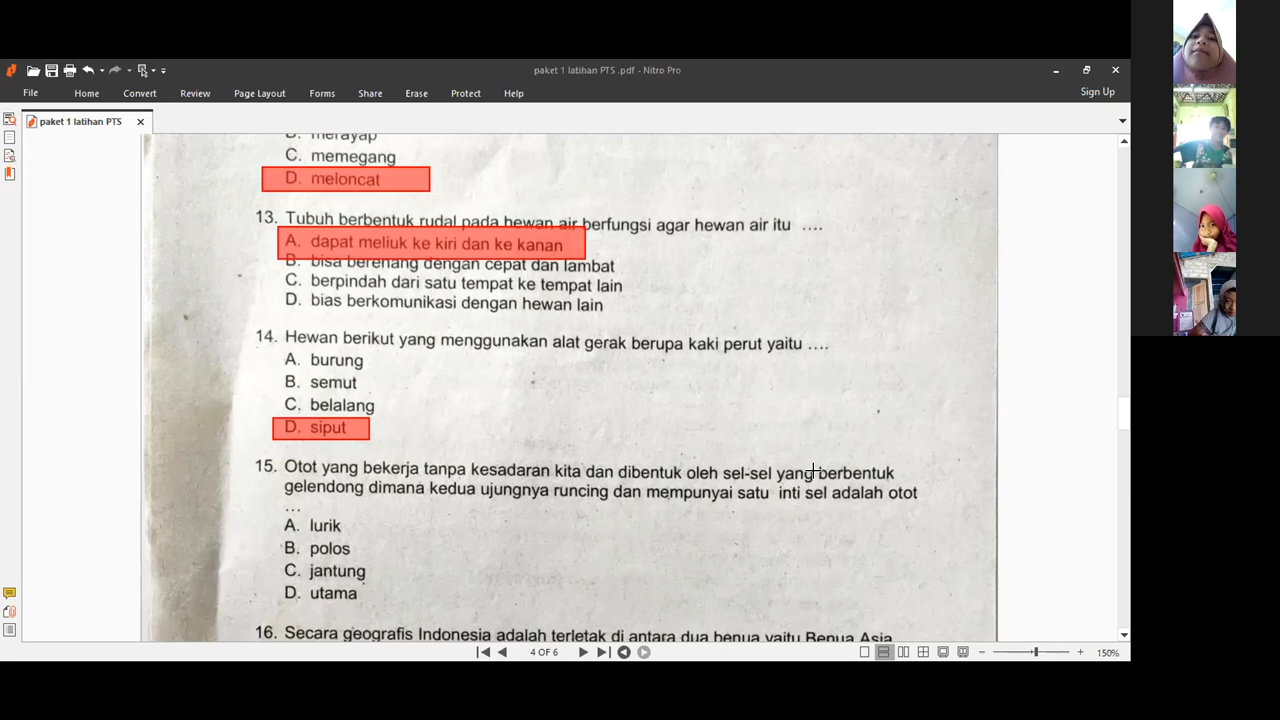 paket 1 latihan PTS .pdf - Nitro Pro
File Home Convert Review Page Layout Forms Share Erase Protect Help Sign Up
paket 1 latihan PTS
B. merayap
C. memegang
D. meloncat
13. Tubuh berbentuk rudal pada hewan air berfungsi agar hewan air itu ....
A. dapat meliuk ke kiri dan ke kanan
B. bisa berenang dengan cepat dan lambat
C. berpindah dari satu tempat ke tempat lain
D. bias berkomunikasi dengan hewan lain
14. Hewan berikut yang menggunakan alat gerak berupa kaki perut yaitu ....
A. burung
B. semut
C. belalang
D. siput
15. Otot yang bekerja tanpa kesadaran kita dan dibentuk oleh sel-sel yang berbentuk
gelendong dimana kedua ujungnya runcing dan mempunyai satu inti sel adalah otot
...
A. lurik
B. polos
C. jantung
D. utama
16. Secara geografis Indonesia adalah terletak di antara dua benua yaitu Benua Asia
4 OF 6
150%